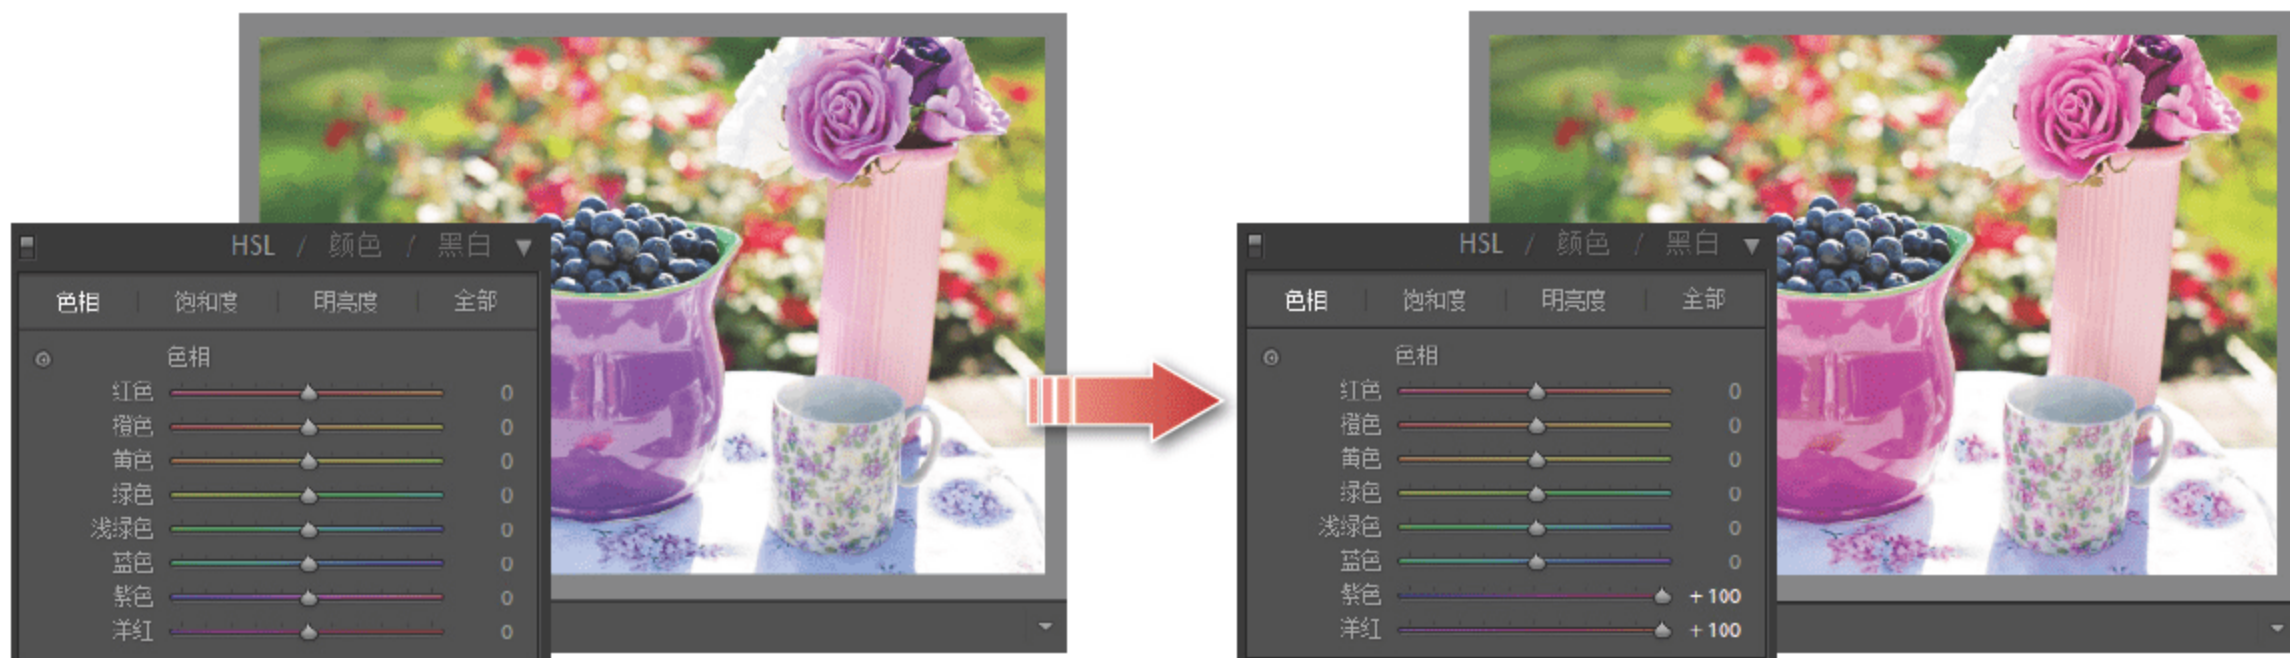 HSL / 颜色 / 黑白
色相 饱和度 明亮度 全部
色相
红色 0
橙色 0
黄色 0
绿色 0
浅绿色 0
蓝色 0
紫色 0
洋红 0
HSL / 颜色 / 黑白
色相 饱和度 明亮度 全部
色相
红色 0
橙色 0
黄色 0
绿色 0
浅绿色 0
蓝色 0
紫色 +100
洋红 +100